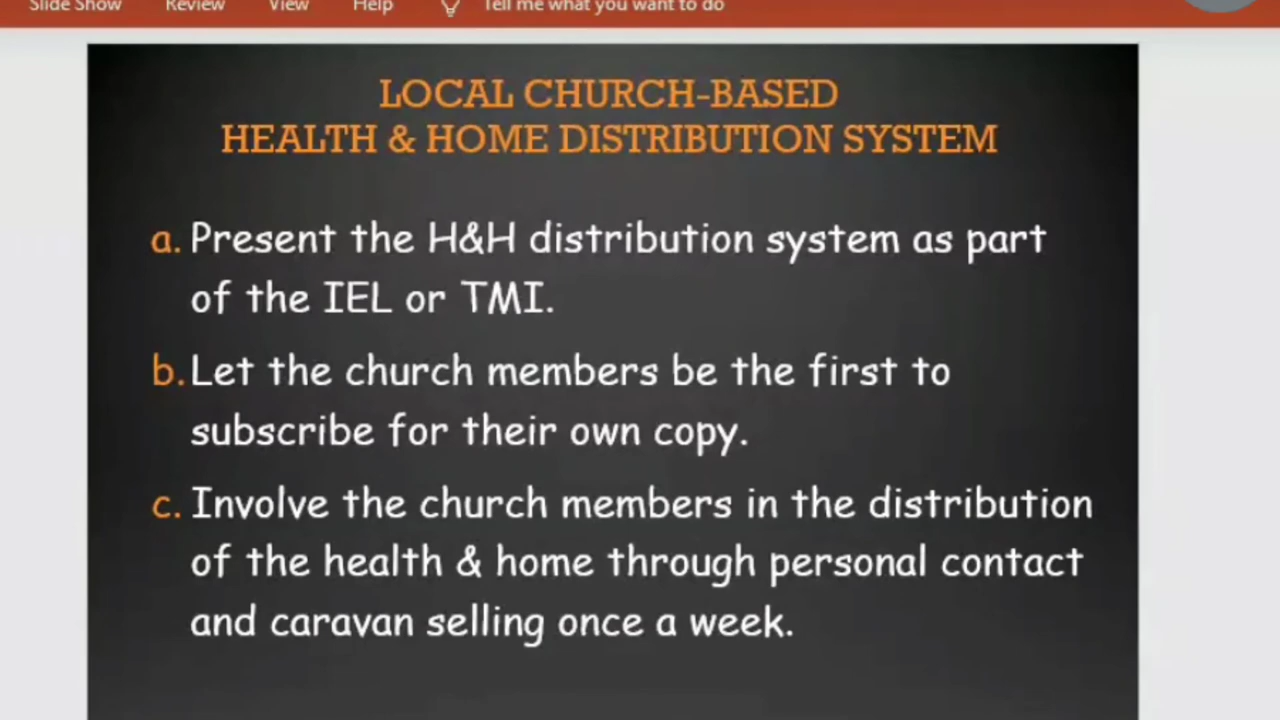 Slide Show Review View Help Tell me what you want to do
LOCAL CHURCH-BASED
HEALTH & HOME DISTRIBUTION SYSTEM
a. Present the H&H distribution system as part
of the IEL or TMI.
b. Let the church members be the first to
subscribe for their own copy.
c. Involve the church members in the distribution
of the health & home through personal contact
and caravan selling once a week.